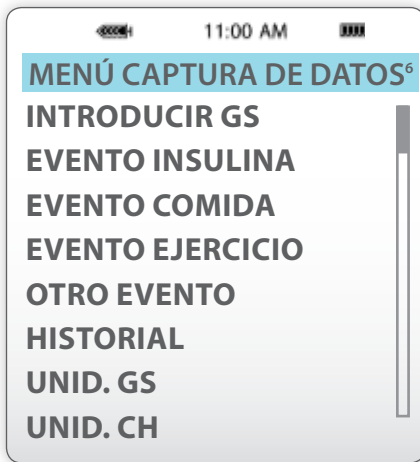 11:00 AM
MENÚ CAPTURA DE DATOS⁶
INTRODUCIR GS
EVENTO INSULINA
EVENTO COMIDA
EVENTO EJERCICIO
OTRO EVENTO
HISTORIAL
UNID. GS
UNID. CH